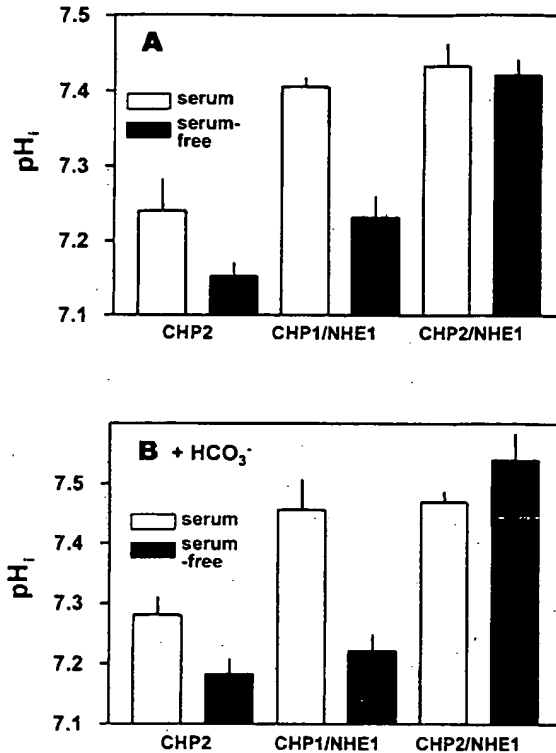 A
7.5
7.4
7.3
7.2
7.1
pHi
serum
serum-
free
CHP2 CHP1/NHE1 CHP2/NHE1
B + HCO3-
7.5
7.4
7.3
7.2
7.1
pHi
serum
serum
-free
CHP2 CHP1/NHE1 CHP2/NHE1